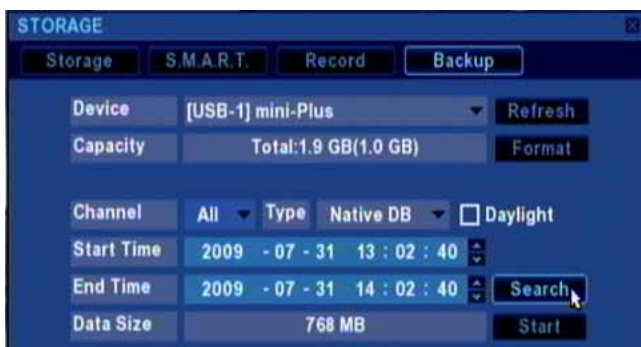 STORAGE
Storage S.M.A.R.T. Record Backup
Device [USB-1] mini-Plus Refresh
Capacity Total:1.9 GB(1.0 GB) Format
Channel All Type Native DB Daylight
Start Time 2009 - 07 - 31 13 : 02 : 40
End Time 2009 - 07 - 31 14 : 02 : 40 Search
Data Size 768 MB Start